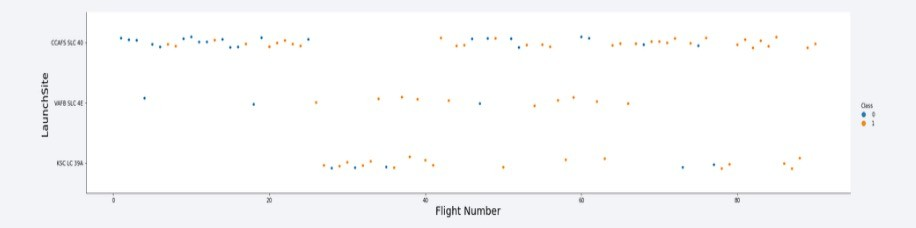 CCAFS SLC 40
VAFB SLC 4E
KSC LC 39A
LaunchSite
0 20 40 60 80
Flight Number
Class
0
1